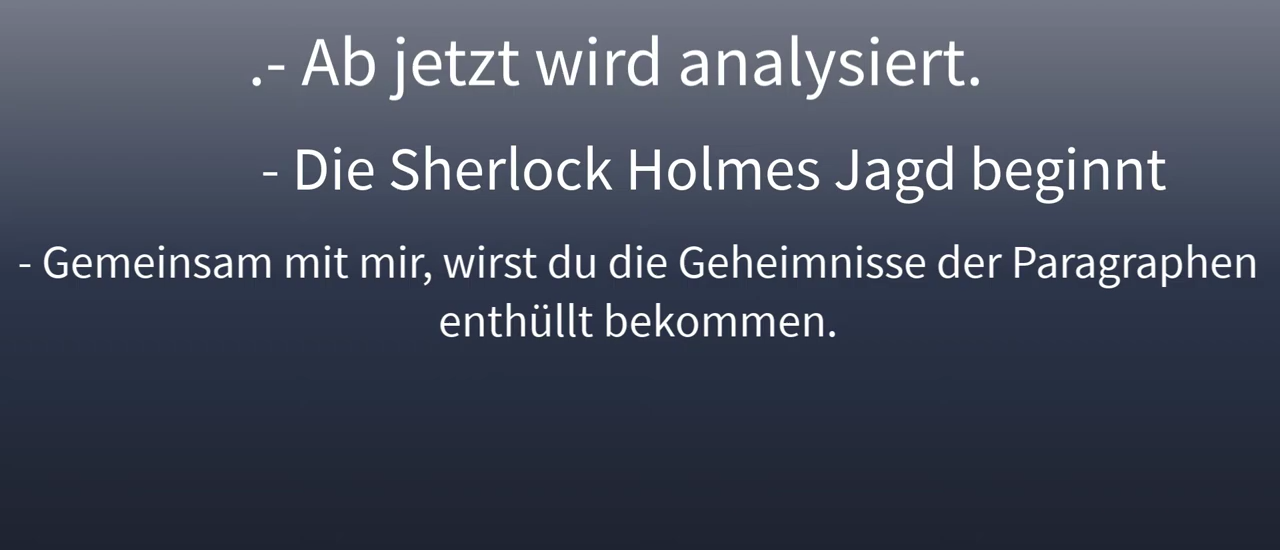 .- Ab jetzt wird analysiert.
- Die Sherlock Holmes Jagd beginnt
- Gemeinsam mit mir, wirst du die Geheimnisse der Paragraphen
enthüllt bekommen.